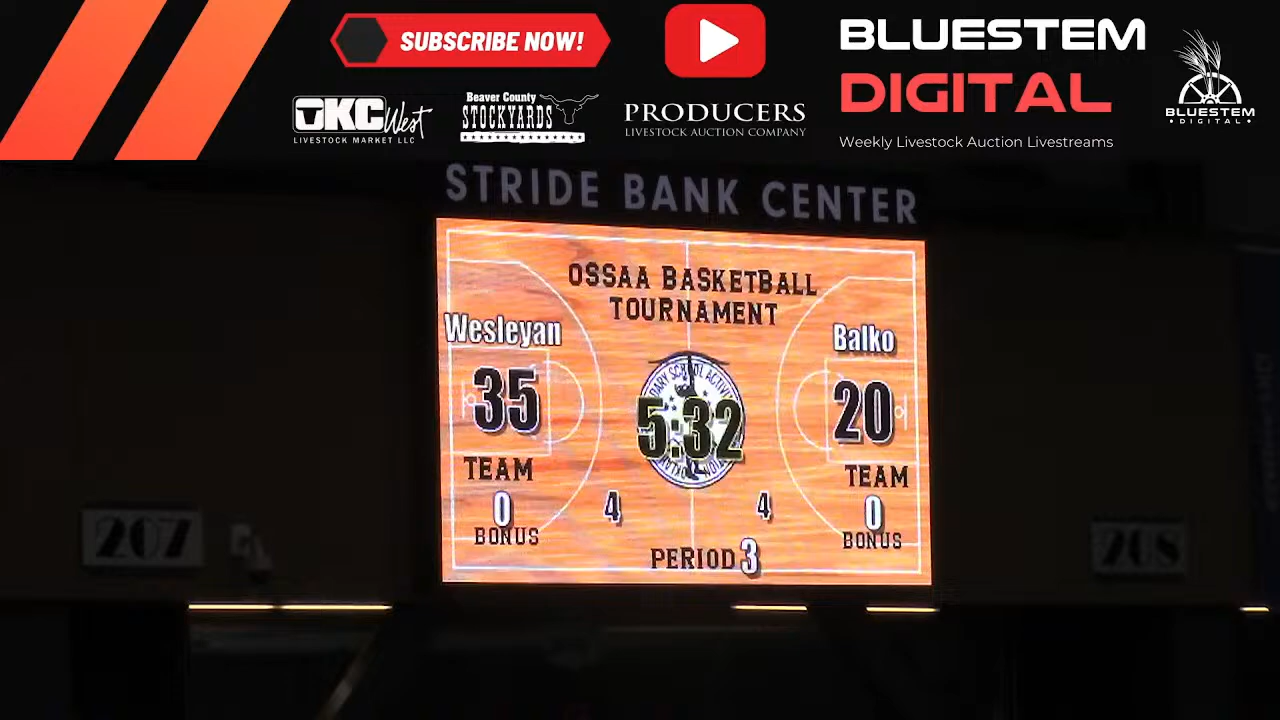 SUBSCRIBE NOW!
BLUESTEM
DIGITAL
Weekly Livestock Auction Livestreams
OKC West
LIVESTOCK MARKET LLC
Beaver County
STOCKYARDS
PRODUCERS
LIVESTOCK AUCTION COMPANY
BLUESTEM
DIGITAL
STRIDE BANK CENTER
OSSAA BASKETBALL
TOURNAMENT
Wesleyan
Balko
35
5:32
20
TEAM
TEAM
0
4
4
0
BONUS
BONUS
PERIOD 3
207
208